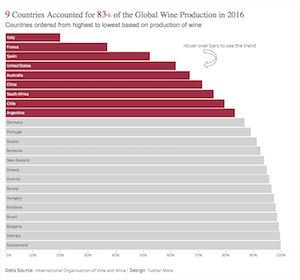 9 Countries Accounted for 83% of the Global Wine Production in 2016
Countries ordered from highest to lowest based on production of wine
Italy
France
Hover over bars to see the trend
Spain
United States
Australia
China
South Africa
Chile
Argentina
Germany
Portugal
Russia
Romania
New Zealand
Greece
Austria
Serbia
Hungary
Moldova
Brazil
Bulgaria
Georgia
Switzerland
0% 10% 20% 30% 40% 50% 60% 70% 80% 90% 100%
Data Source: International Organisation of Vine and Wine | Design: Tushar More